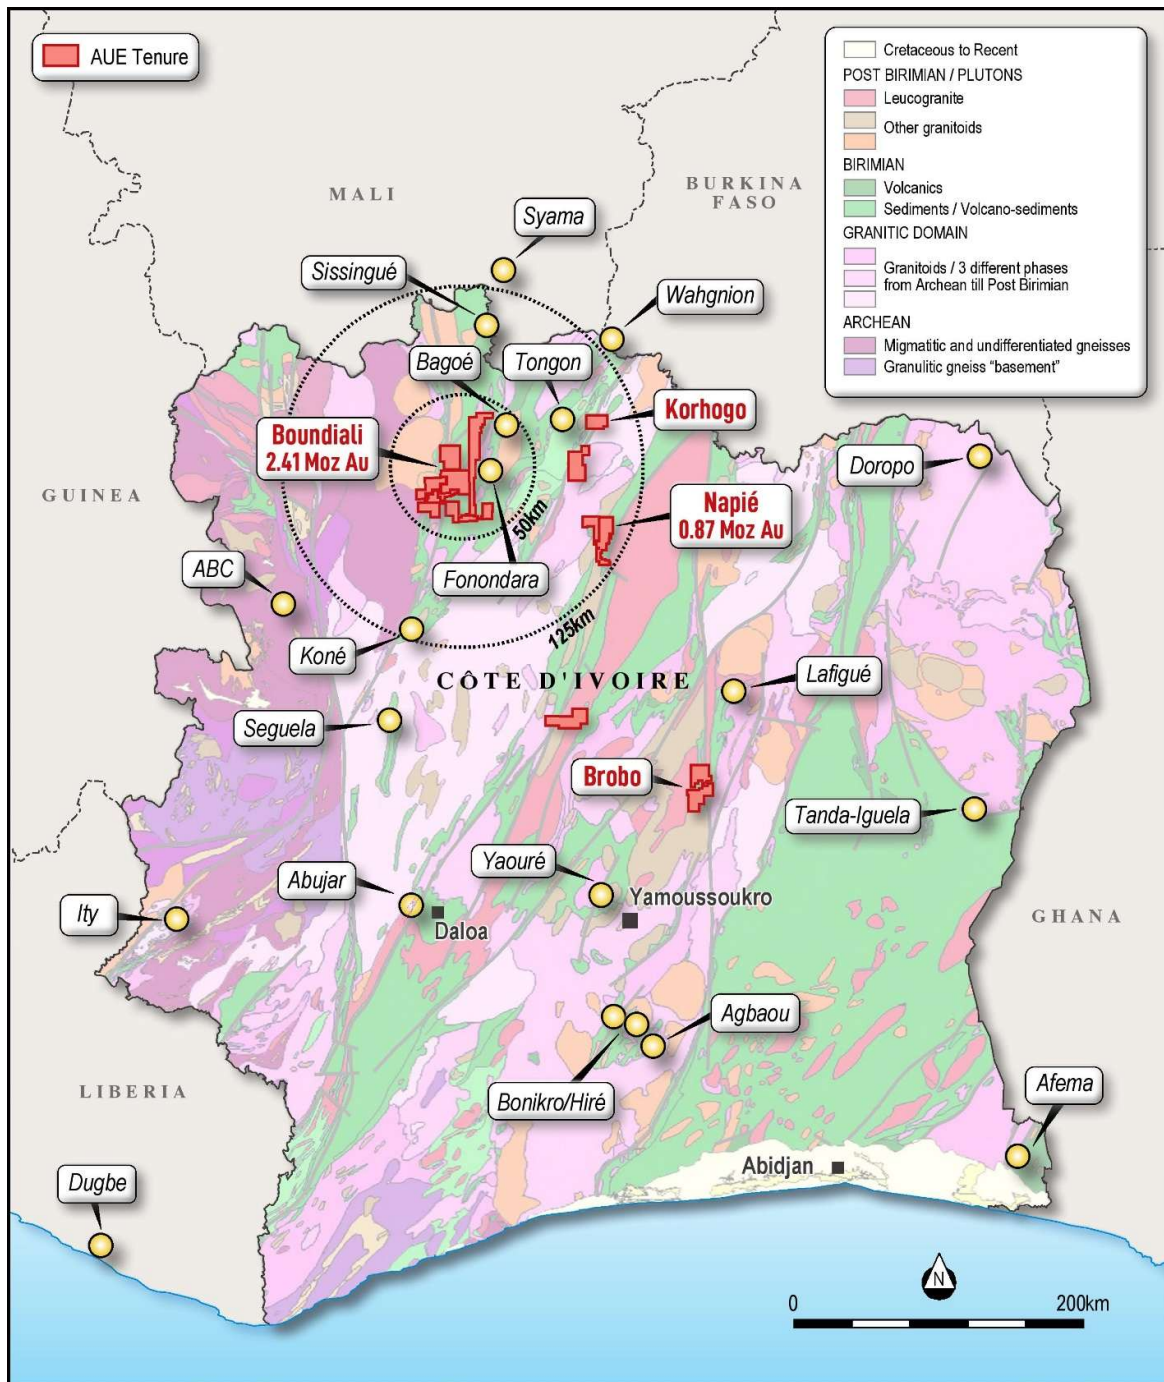 AUE Tenure
Cretaceous to Recent
POST BIRIMIAN / PLUTONS
Leucogranite
Other granitoids
BIRIMIAN
Volcanics
Sediments / Volcano-sediments
GRANITIC DOMAIN
Granitoids / 3 different phases
from Archean till Post Birimian
ARCHEAN
Migmatitic and undifferentiated gneisses
Granulitic gneiss "basement"
MALI
BURKINA
FASO
Syama
Sissingué
Wahgnion
Bagoé
Tongon
Korhogo
Boundiali
2.41 Moz Au
Doropo
GUINEA
Napié
0.87 Moz Au
50km
Fonondara
ABC
125km
Koné
CÔTE D'IVOIRE
Lafigué
Seguela
Brobo
Tanda-Iguela
Yaouré
Abujar
Yamoussoukro
Ity
Daloa
GHANA
Agbaou
Bonikro/Hiré
LIBERIA
Afema
Abidjan
Dugbe
N
0
200km